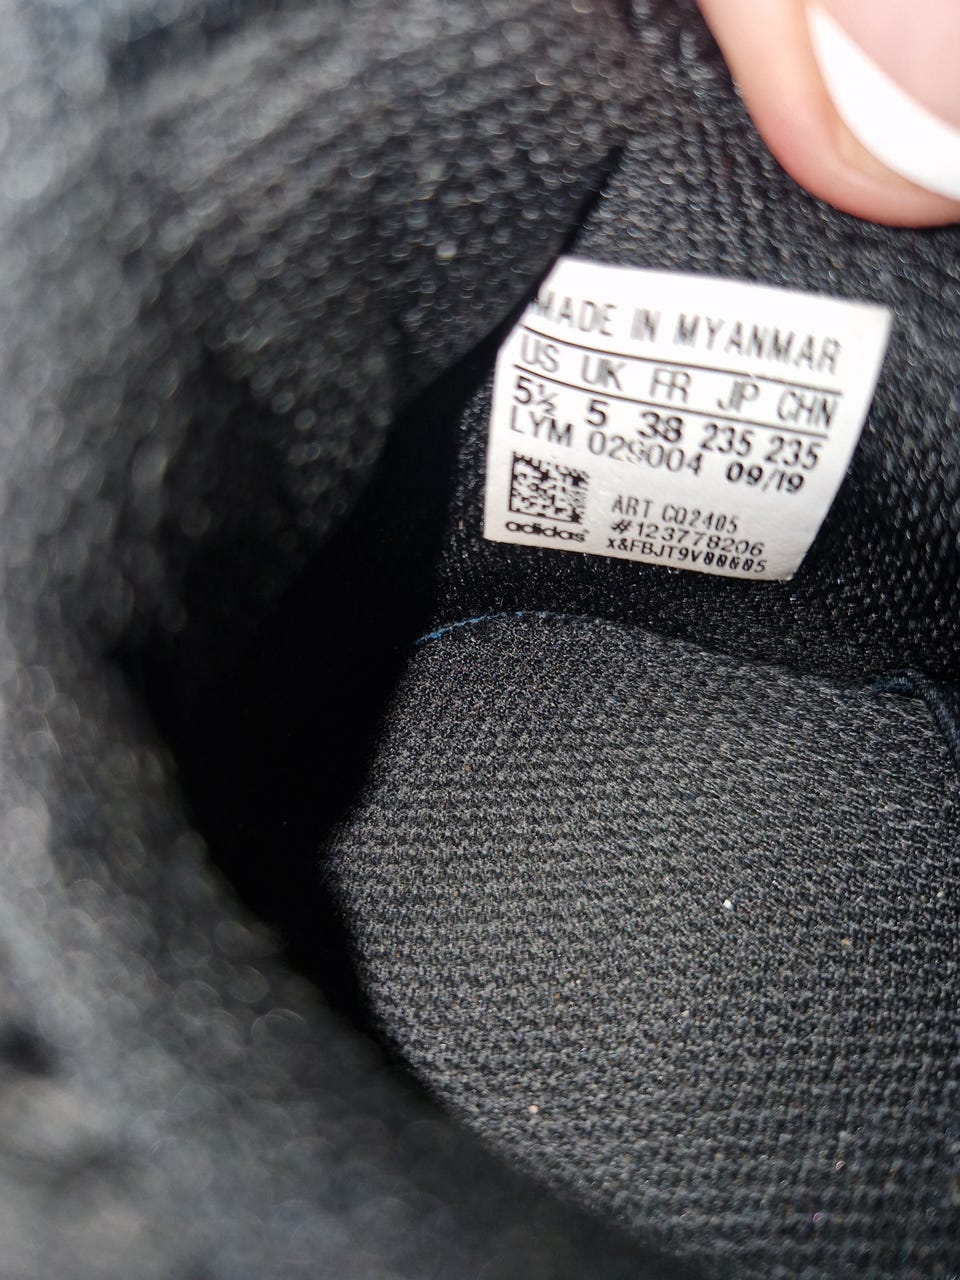 MADE IN MYANMAR
US UK FR JP CHN
5½ 5 38 235 235
LYM 029004 09/19
ART CQ2405
#123778206
adidas